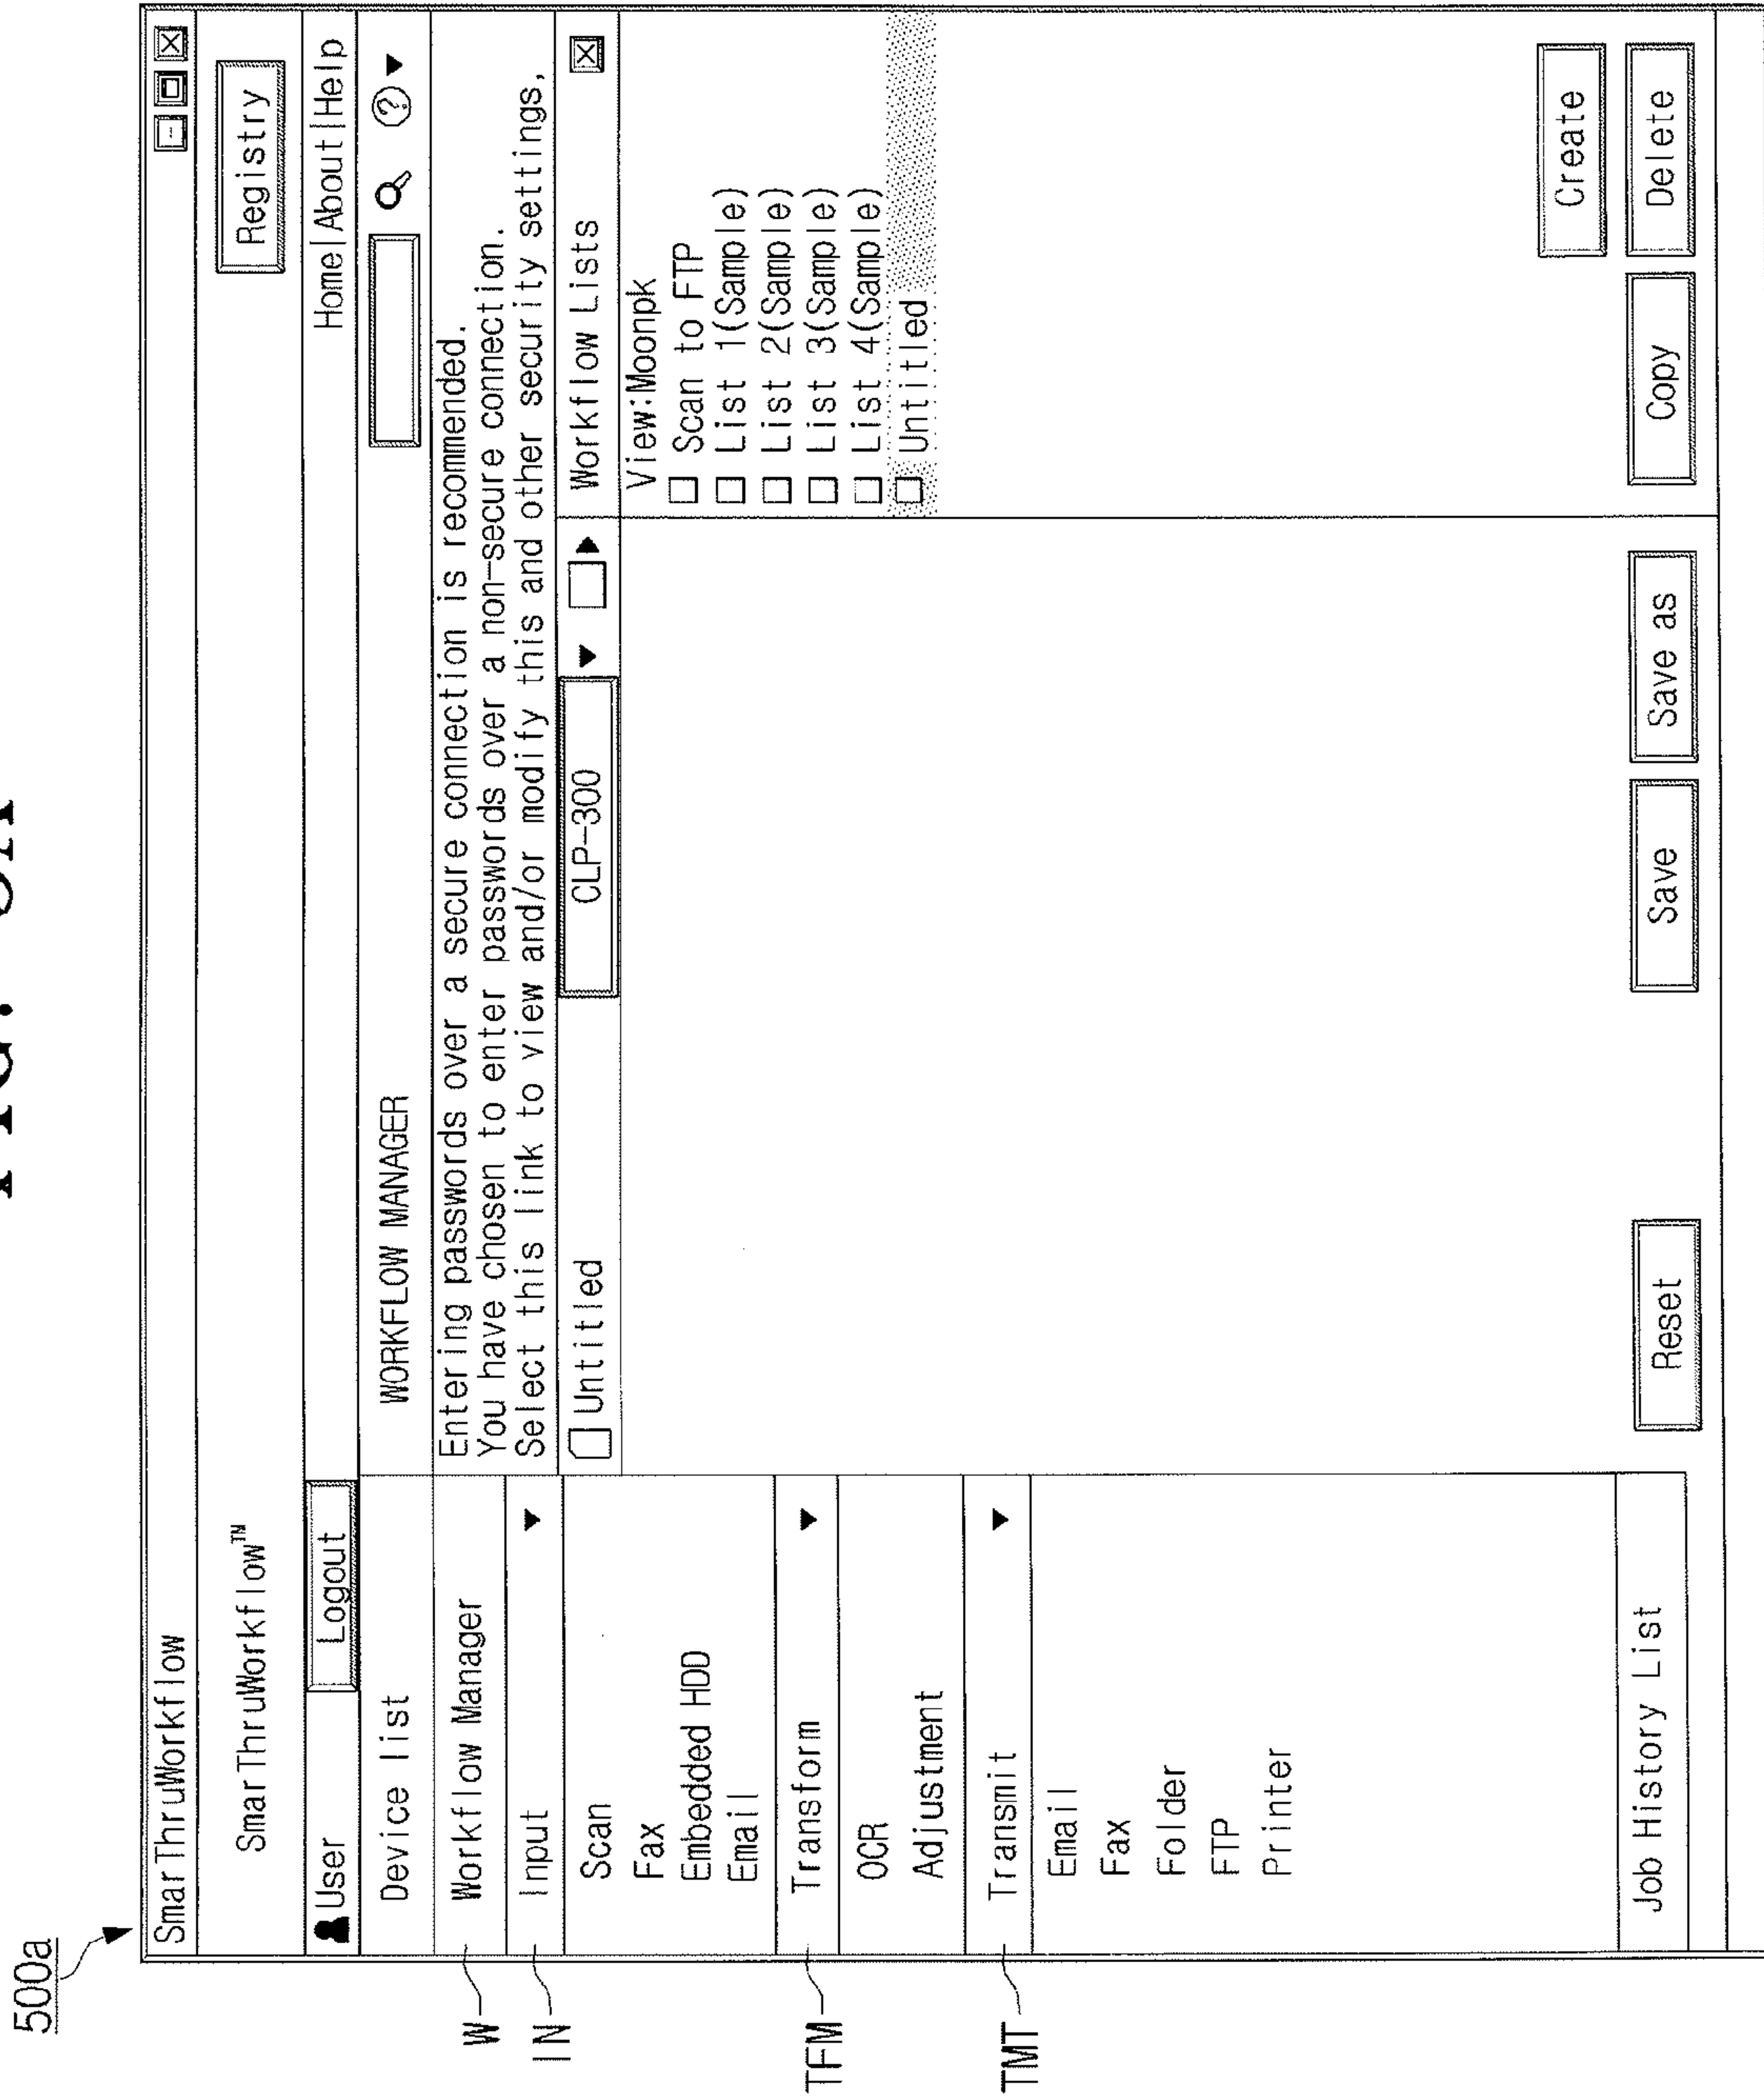 500a
SmarThruWorkflow
SmarThruWorkflow™
Registry
User
Logout
Home|About|Help
Device list
WORKFLOW MANAGER
?
W
Workflow Manager
Entering passwords over a secure connection is recommended.
You have chosen to enter passwords over a non-secure connection.
Select this link to view and/or modify this and other security settings,
IN
Input
Untitled
CLP-300
Workflow Lists
Scan
Fax
Embedded HDD
Email
View:Moonpk
Scan to FTP
List 1(Sample)
List 2(Sample)
List 3(Sample)
List 4(Sample)
Untitled
TFM
Transform
OCR
Adjustment
TMT
Transmit
Email
Fax
Folder
FTP
Printer
Create
Job History List
Reset
Save
Save as
Copy
Delete